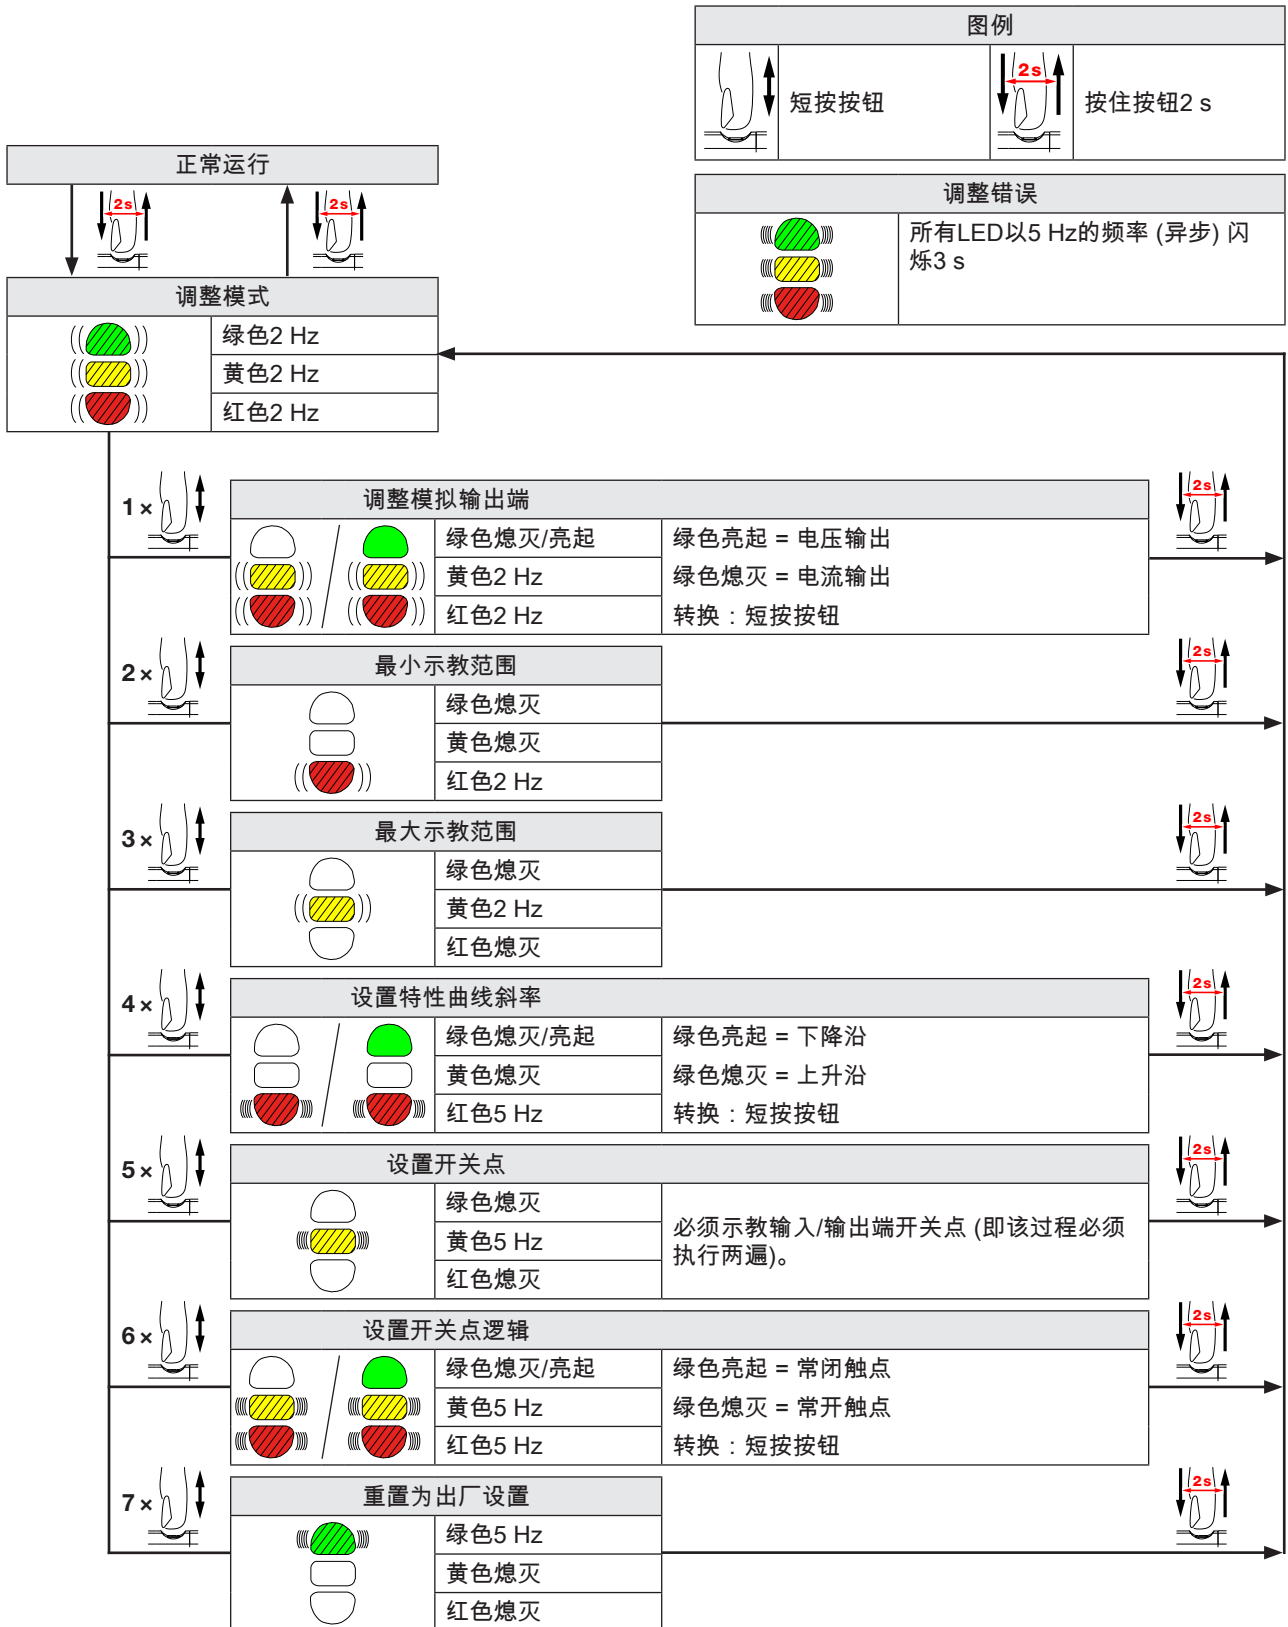 图例
短按按钮
2s
按住按钮2 s
正常运行
2s
2s
调整错误
所有LED以5 Hz的频率 (异步) 闪
烁3 s
调整模式
绿色2 Hz
黄色2 Hz
红色2 Hz
1×
调整模拟输出端
绿色熄灭/亮起
黄色2 Hz
红色2 Hz
绿色亮起 = 电压输出
绿色熄灭 = 电流输出
转换：短按按钮
2s
2×
最小示教范围
绿色熄灭
黄色熄灭
红色2 Hz
2s
3×
最大示教范围
绿色熄灭
黄色2 Hz
红色熄灭
2s
4×
设置特性曲线斜率
绿色熄灭/亮起
黄色熄灭
红色5 Hz
绿色亮起 = 下降沿
绿色熄灭 = 上升沿
转换：短按按钮
2s
5×
设置开关点
绿色熄灭
黄色5 Hz
红色熄灭
必须示教输入/输出端开关点 (即该过程必须
执行两遍)。
2s
6×
设置开关点逻辑
绿色熄灭/亮起
黄色5 Hz
红色5 Hz
绿色亮起 = 常闭触点
绿色熄灭 = 常开触点
转换：短按按钮
2s
7×
重置为出厂设置
绿色5 Hz
黄色熄灭
红色熄灭
2s